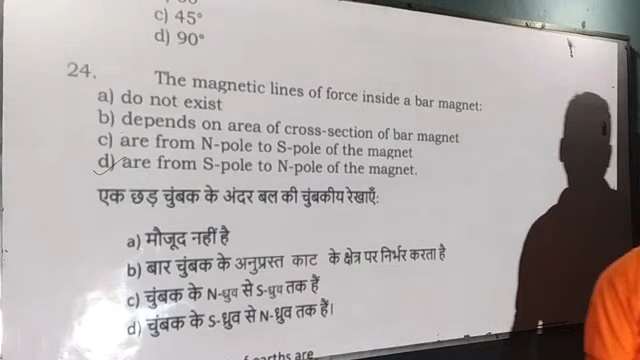 c) 45°
d) 90°
24. The magnetic lines of force inside a bar magnet:
a) do not exist
b) depends on area of cross-section of bar magnet
c) are from N-pole to S-pole of the magnet
d) are from S-pole to N-pole of the magnet.
एक छड़ चुंबक के अंदर बल की चुंबकीय रेखाएँ:
a) मौजूद नहीं है
b) बार चुंबक के अनुप्रस्त काट के क्षेत्र पर निर्भर करता है
c) चुंबक के N-ध्रुव से S-ध्रुव तक हैं
d) चुंबक के S-ध्रुव से N-ध्रुव तक हैं।
are